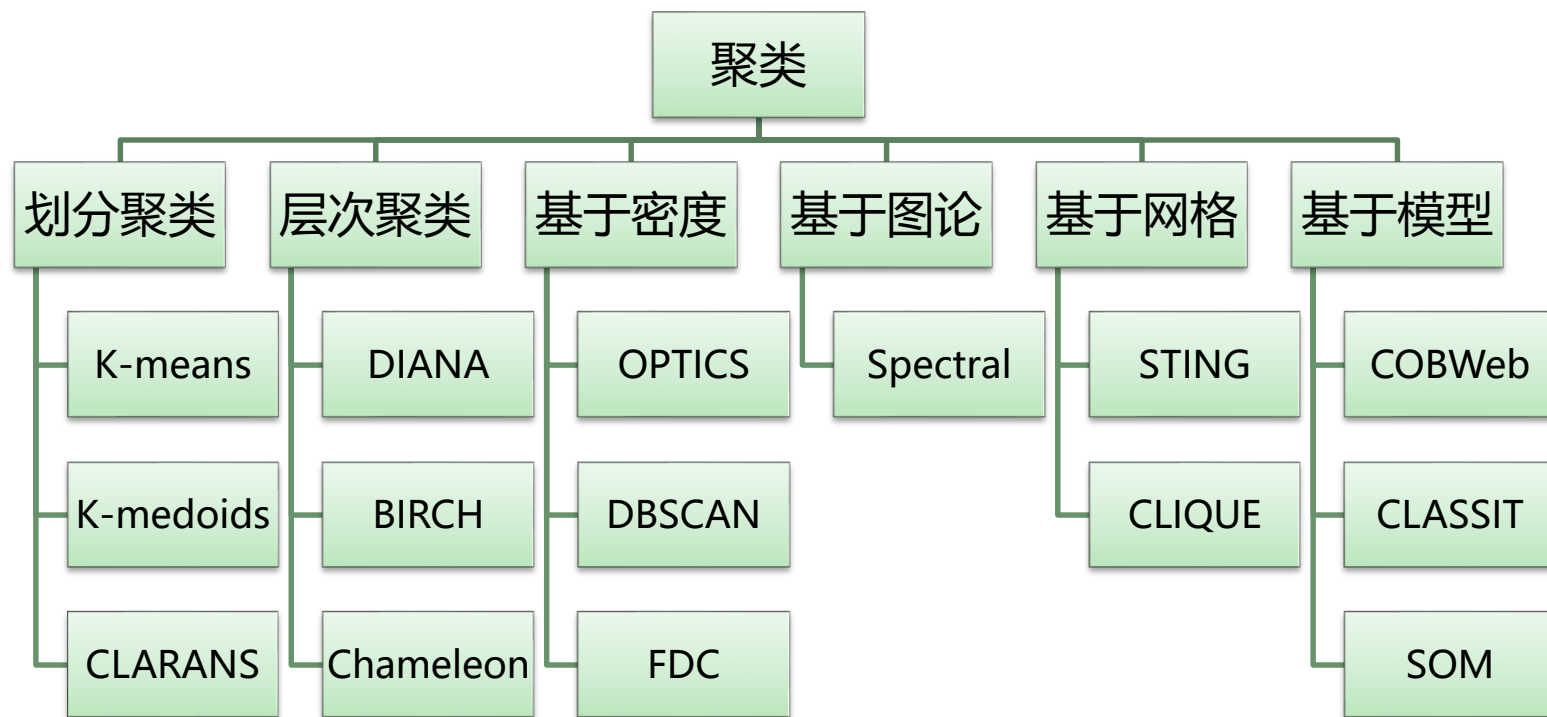 聚类
划分聚类
层次聚类
基于密度
基于图论
基于网格
基于模型
K-means
DIANA
OPTICS
Spectral
STING
COBWeb
K-medoids
BIRCH
DBSCAN
CLIQUE
CLASSIT
CLARANS
Chameleon
FDC
SOM